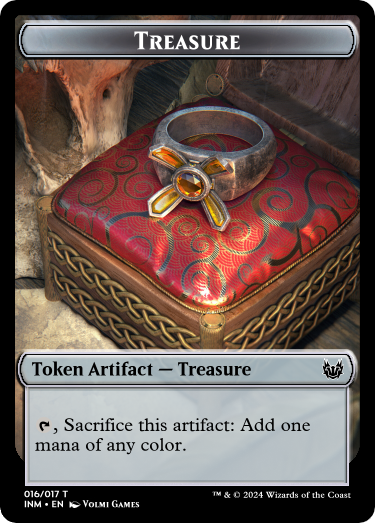 TREASURE
Token Artifact — Treasure
, Sacrifice this artifact: Add one
mana of any color.
016/017 T
INM • EN VOLMI GAMES
™ & © 2024 Wizards of the Coast